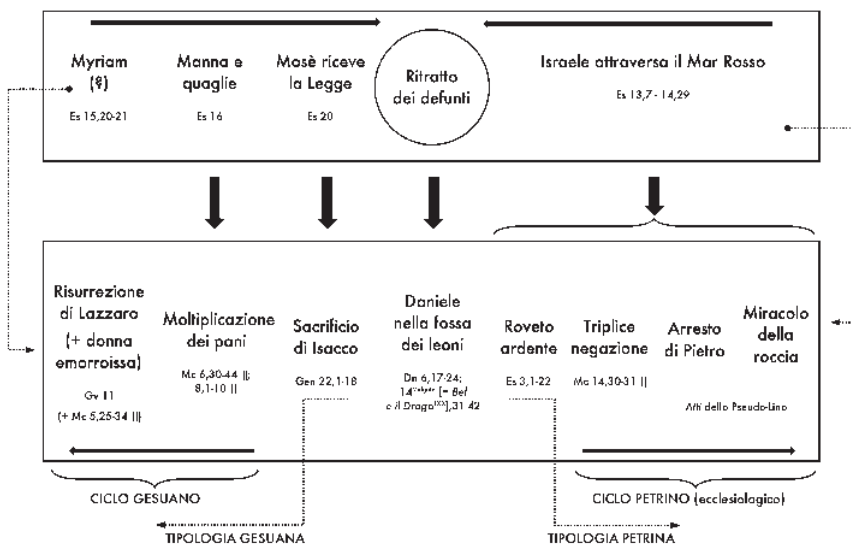 Myriam
(♀)
Es 15,20-21
Manna e
quaglie
Es 16
Mosè riceve
la Legge
Es 20
Ritratto
dei defunti
Israele attraversa il Mar Rosso
Es 13,7 - 14,29
Risurrezione
di Lazzaro
(+ donna
emorroissa)
Gv 11
(+ Mc 5,25-34 ||)
Moltiplicazione
dei pani
Mc 6,30-44 ||;
8,1-10 ||
Sacrificio
di Isacco
Gen 22,1-18
Daniele
nella fossa
dei leoni
Dn 6,17-24;
14 [= Bel
e il Drago],31-42
Roveto
ardente
Es 3,1-22
Triplice
negazione
Mc 14,30-31 ||
Arresto
di Pietro
Miracolo
della
roccia
Atti dello Pseudo-Lino
CICLO GESUANO
CICLO PETRINO (ecclesiologico)
TIPOLOGIA GESUANA
TIPOLOGIA PETRINA